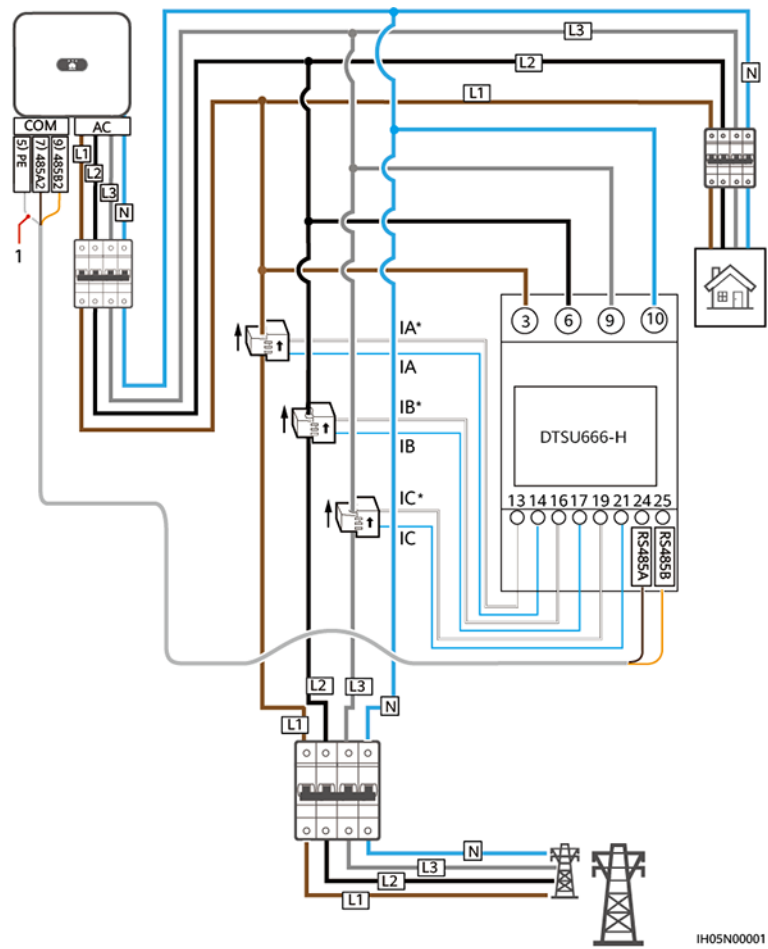 L3
L2
N
L1
COM
AC
5) PE
7) 485A2
9) 485B2
L1
L2
L3
N
1
3
6
9
10
IA*
IA
IB*
IB
DTSU666-H
IC*
IC
13 14 16 17 19 21 24 25
RS485A
RS485B
L2
L3
N
L1
N
L3
L2
L1
IH05N00001